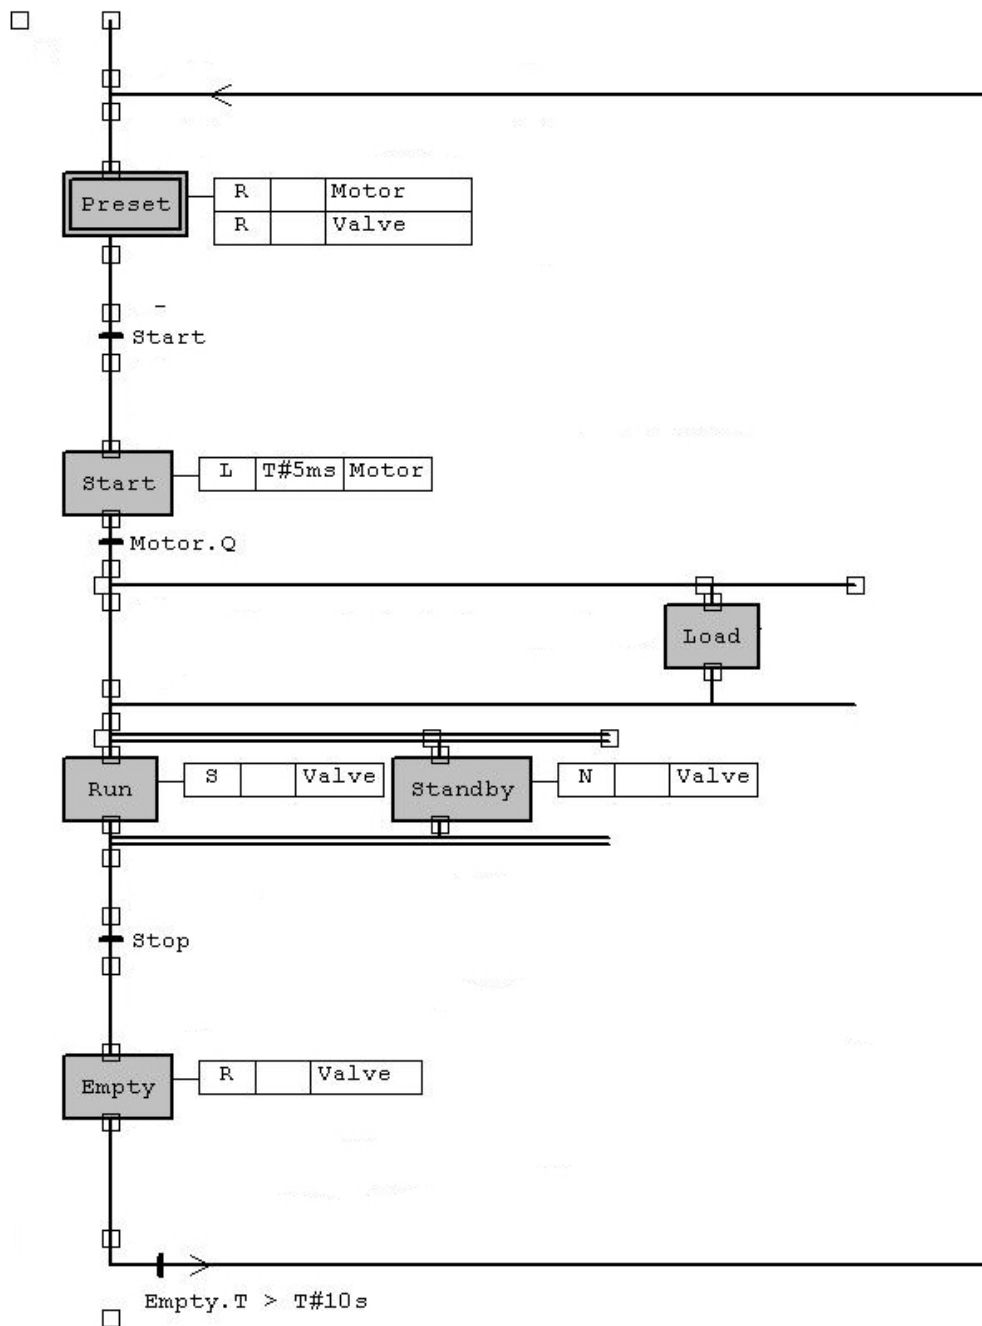 R Motor
Preset
R Valve
Start
Start L T#5ms Motor
Motor.Q
Load
Run S Valve Standby N Valve
Stop
Empty R Valve
Empty.T > T#10s